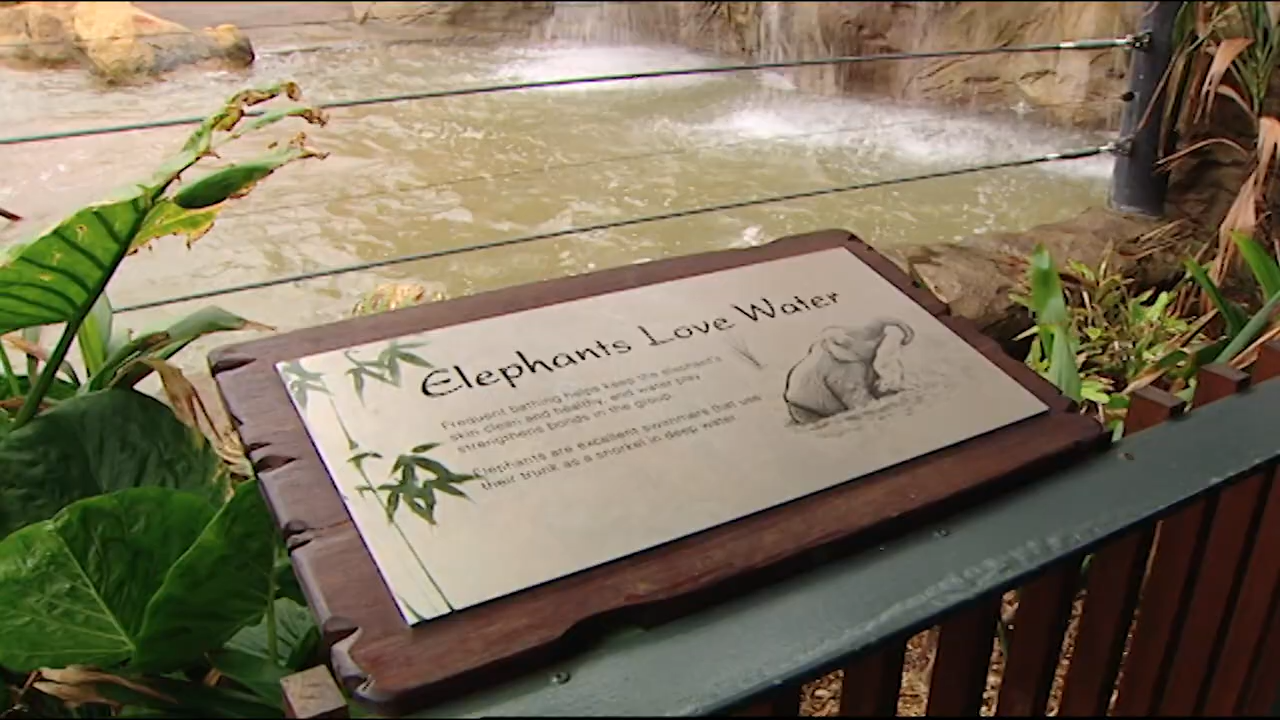 Elephants Love Water
Frequent bathing helps keep the elephant's
skin clean and healthy, and water play
strengthens bonds in the group.
Elephants are excellent swimmers that use
their trunk as a snorkel in deep water.